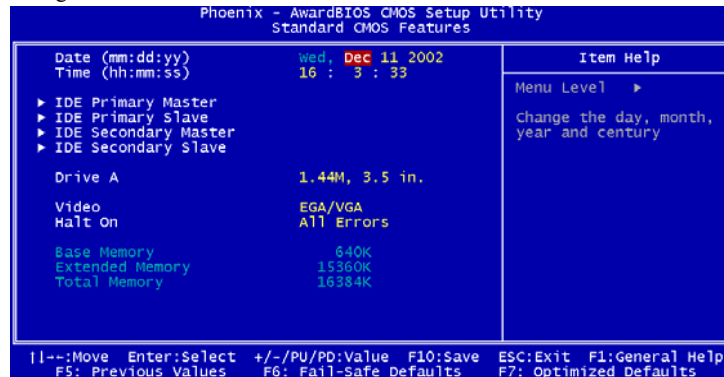 Phoenix - AwardBIOS CMOS Setup Utility
Standard CMOS Features
Date (mm:dd:yy) Wed, Dec 11 2002
Time (hh:mm:ss) 16 : 3 : 33
▶ IDE Primary Master
▶ IDE Primary Slave
▶ IDE Secondary Master
▶ IDE Secondary Slave
Drive A 1.44M, 3.5 in.
Video EGA/VGA
Halt On All Errors
Base Memory 640K
Extended Memory 15360K
Total Memory 16384K
Item Help
Menu Level ▶
Change the day, month,
year and century
↑↓→←:Move Enter:Select +/-/PU/PD:Value F10:Save ESC:Exit F1:General Help
F5: Previous Values F6: Fail-Safe Defaults F7: Optimized Defaults